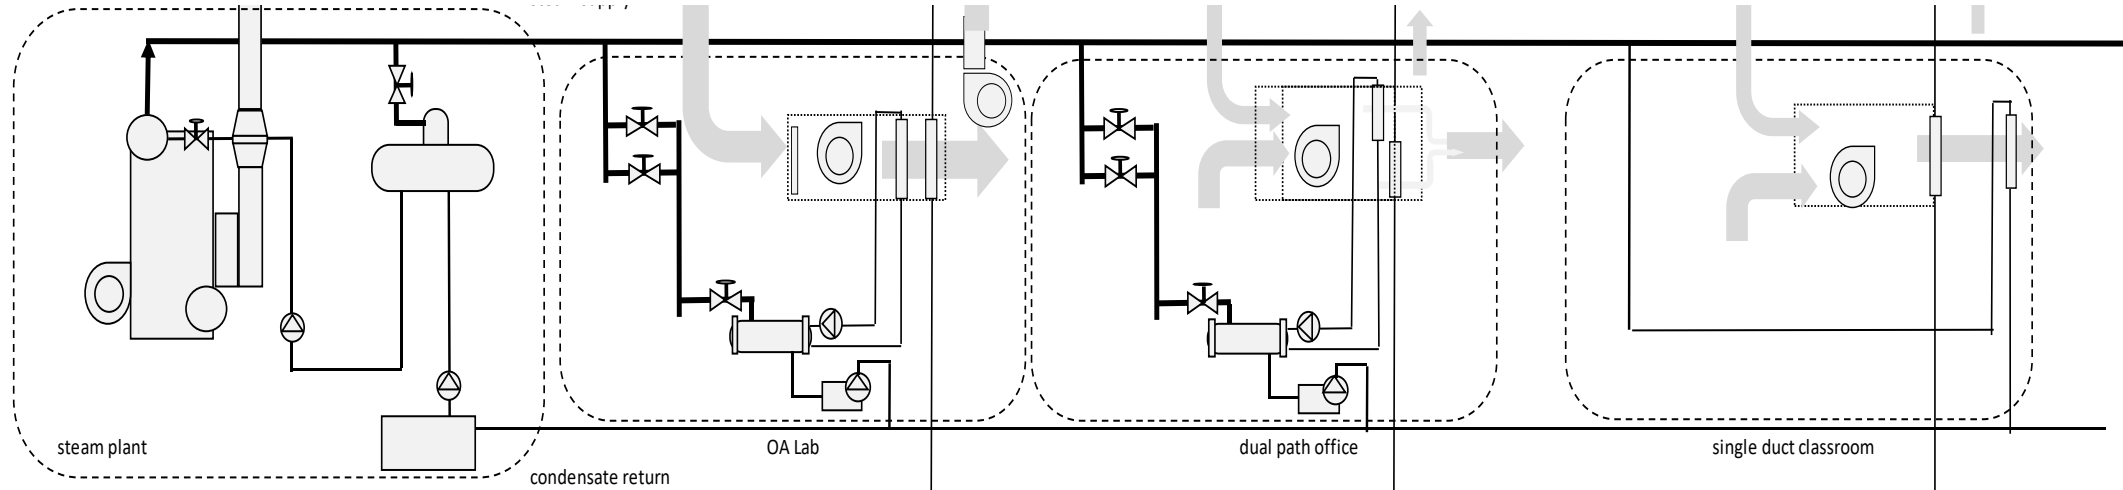 steam plant
OA Lab
dual path office
single duct classroom
condensate return